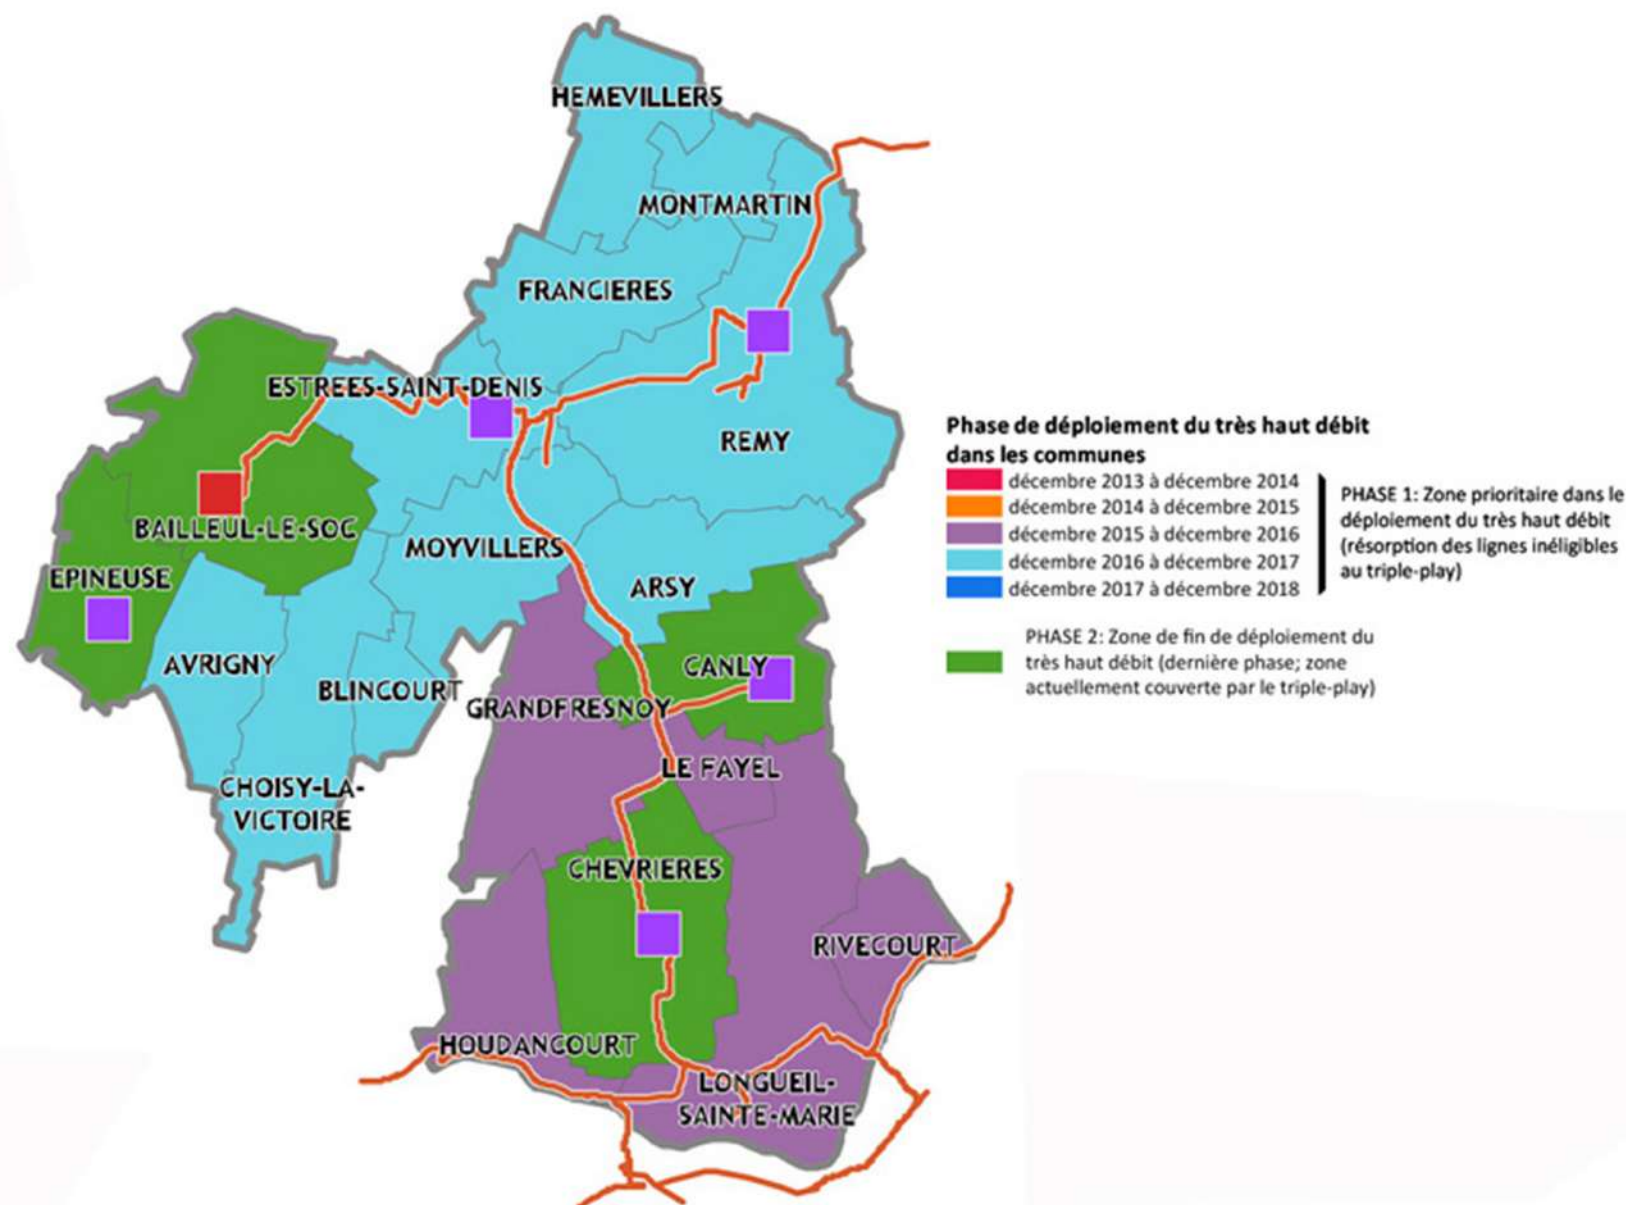 HEMEVILLERS
MONTMARTIN
FRANCIERES
ESTREES-SAINT-DENIS
REMY
BAILLEUL-LE-SOC
MOYVILLERS
EPINEUSE
ARSY
AVRIGNY
CANLY
BLINCOURT
GRANDFRESNOY
LE FAYEL
CHOISY-LA-
VICTOIRE
CHEVRIERES
RIVECOURT
HOUDANCOURT
LONGUEIL-
SAINTE-MARIE
Phase de déploiement du très haut débit
dans les communes
décembre 2013 à décembre 2014
décembre 2014 à décembre 2015
décembre 2015 à décembre 2016
décembre 2016 à décembre 2017
décembre 2017 à décembre 2018
PHASE 1: Zone prioritaire dans le
déploiement du très haut débit
(résorption des lignes inéligibles
au triple-play)
PHASE 2: Zone de fin de déploiement du
très haut débit (dernière phase; zone
actuellement couverte par le triple-play)